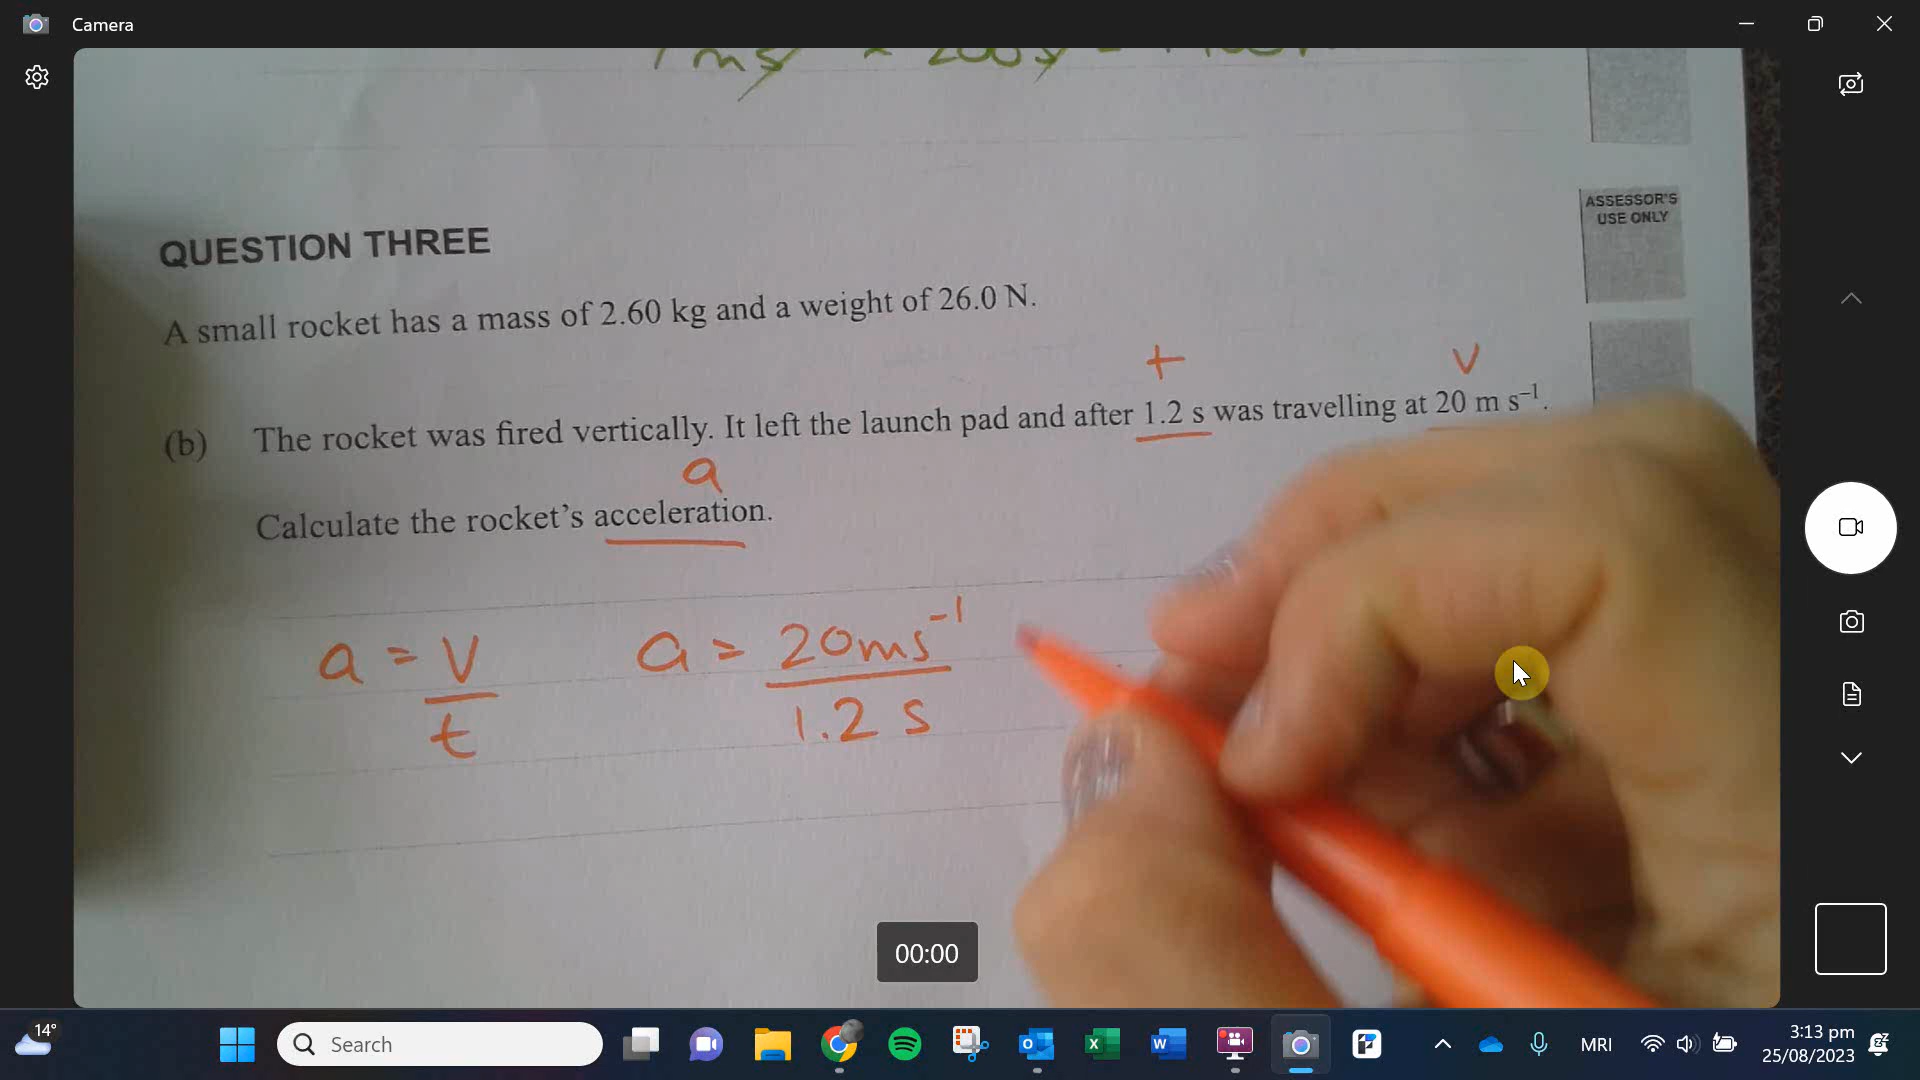 Camera
ASSESSOR'S
USE ONLY
QUESTION THREE
A small rocket has a mass of 2.60 kg and a weight of 26.0 N.
t v
(b) The rocket was fired vertically. It left the launch pad and after 1.2 s was travelling at 20 m s⁻¹.
a
Calculate the rocket's acceleration.
a = v/t a = 20ms⁻¹/1.2 s
00:00
14°
Search
MRI
3:13 pm
25/08/2023